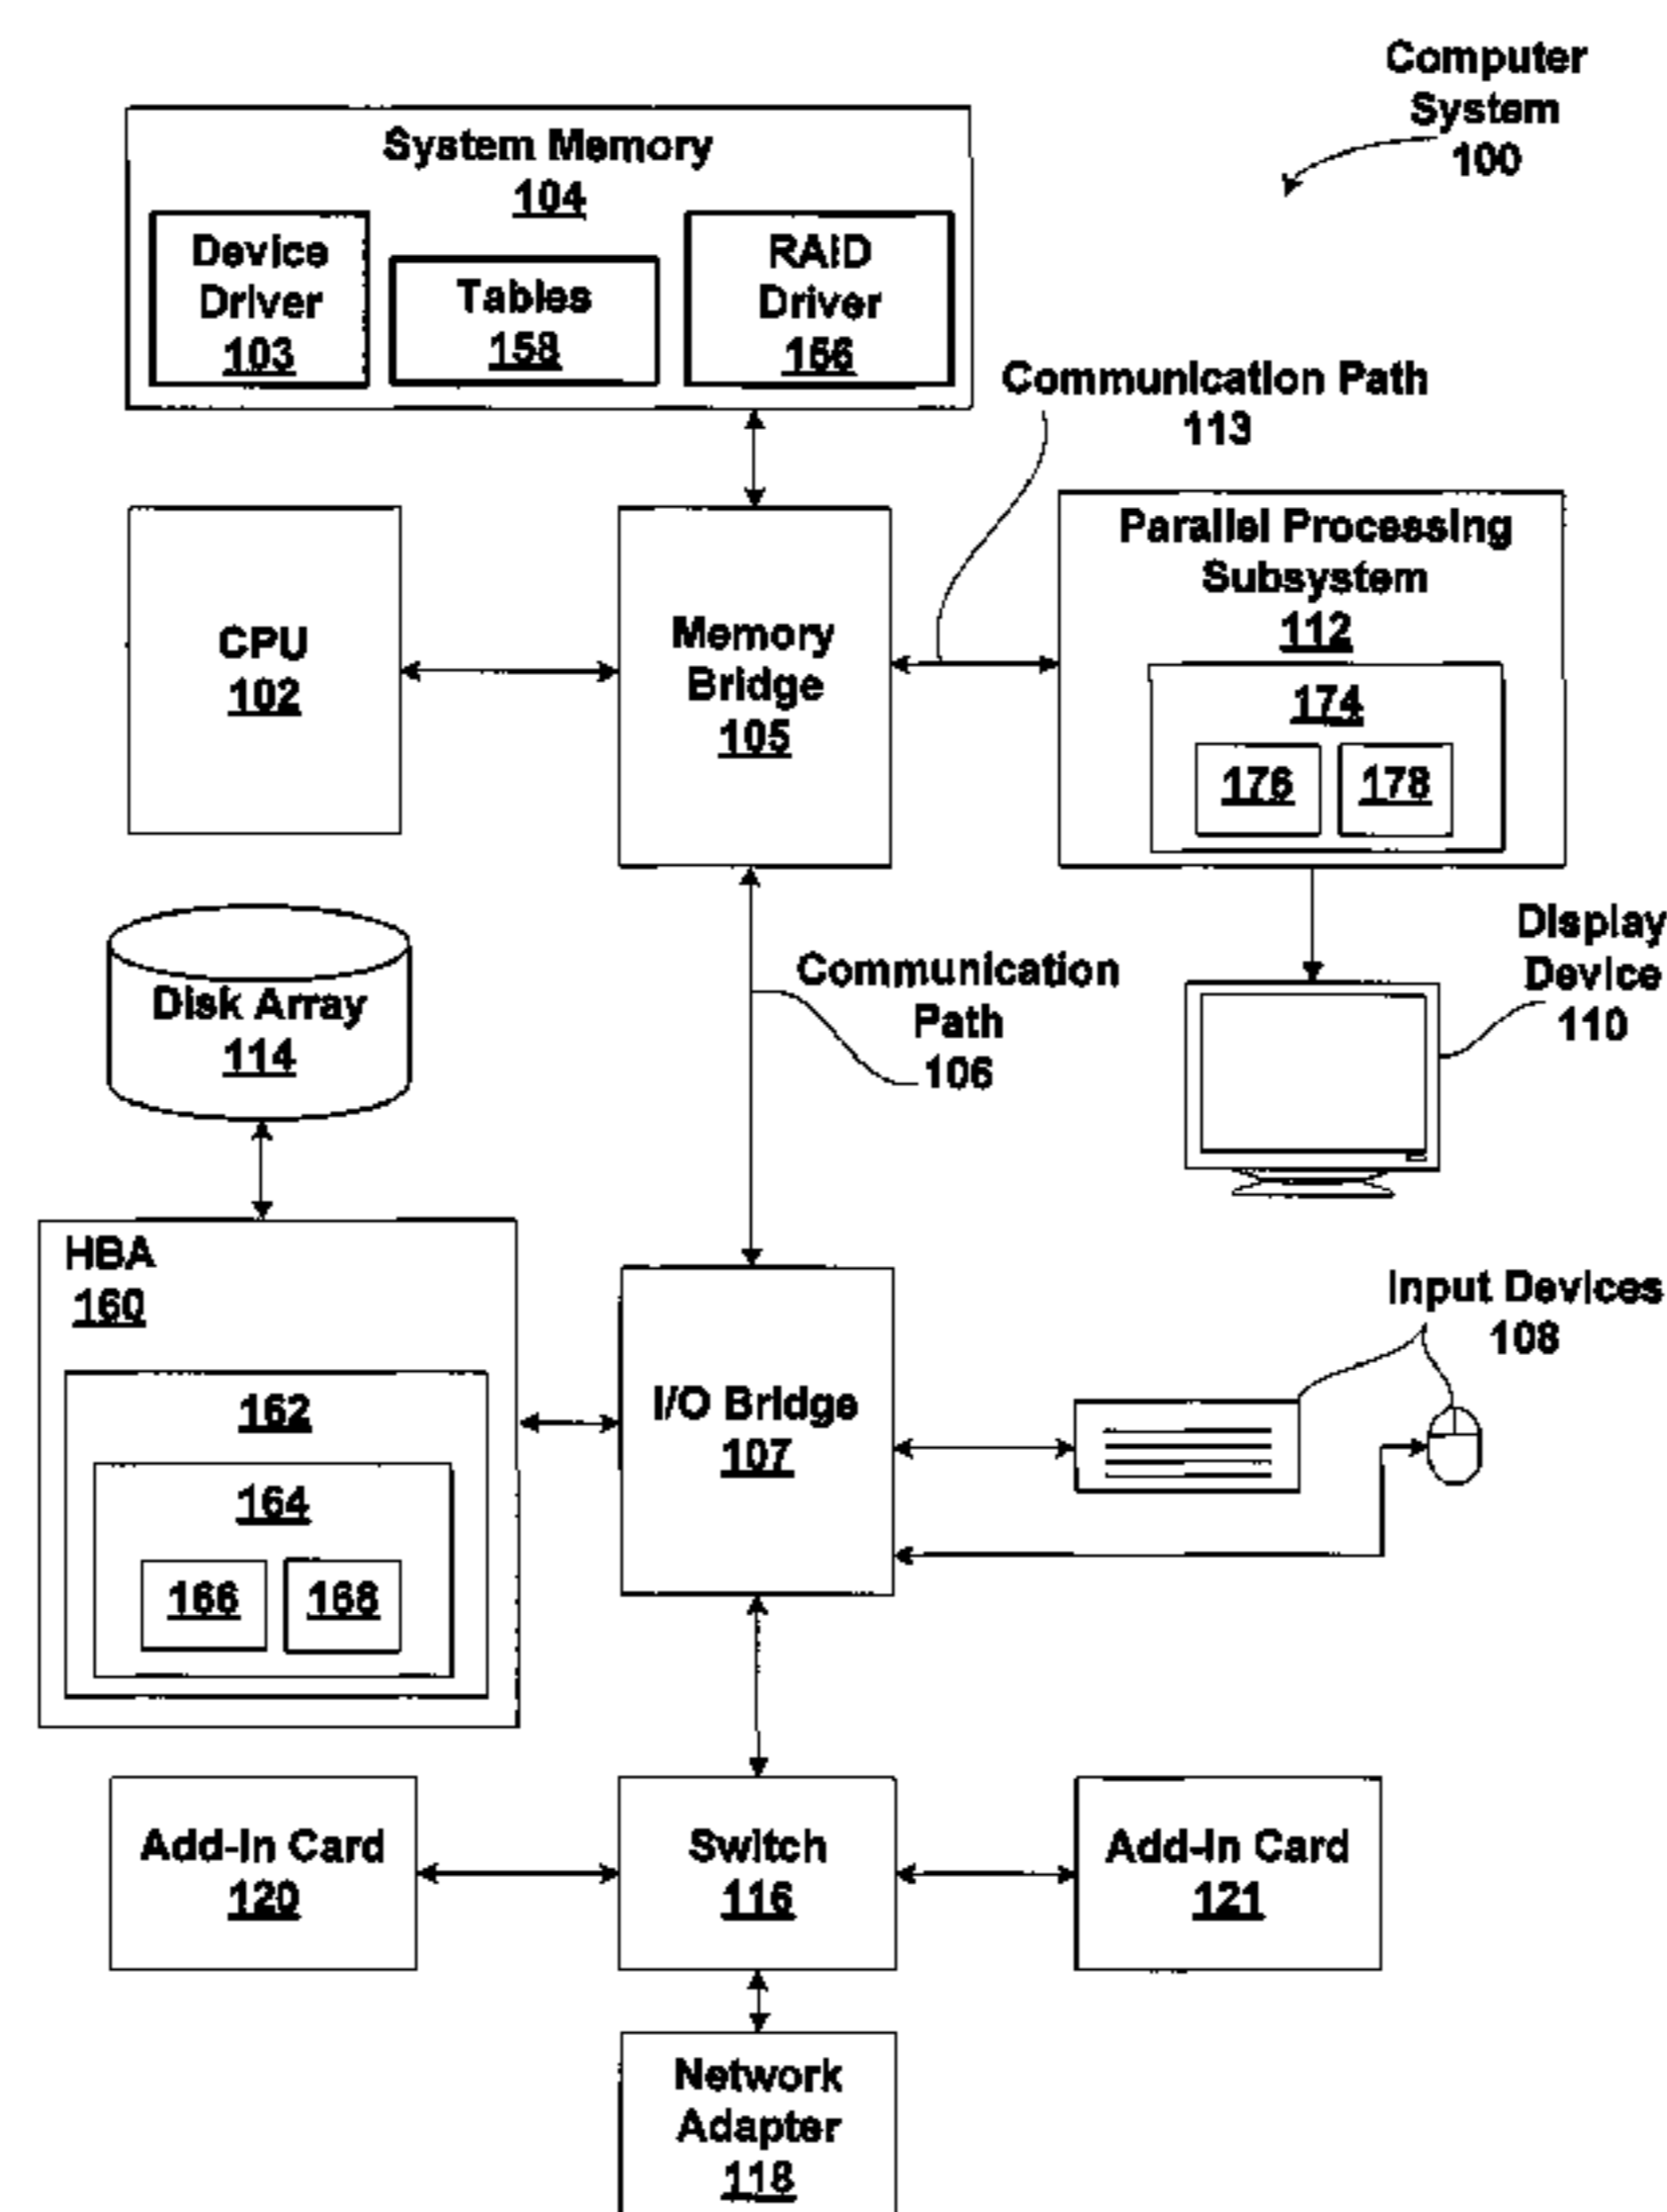 Computer
System
100
System Memory
104
Device
Driver
103
Tables
158
RAID
Driver
156
Communication Path
113
CPU
102
Memory
Bridge
105
Parallel Processing
Subsystem
112
174
176
178
Disk Array
114
Communication
Path
106
Display
Device
110
HBA
160
162
164
166
168
I/O Bridge
107
Input Devices
108
Add-In Card
120
Switch
116
Add-In Card
121
Network
Adapter
118